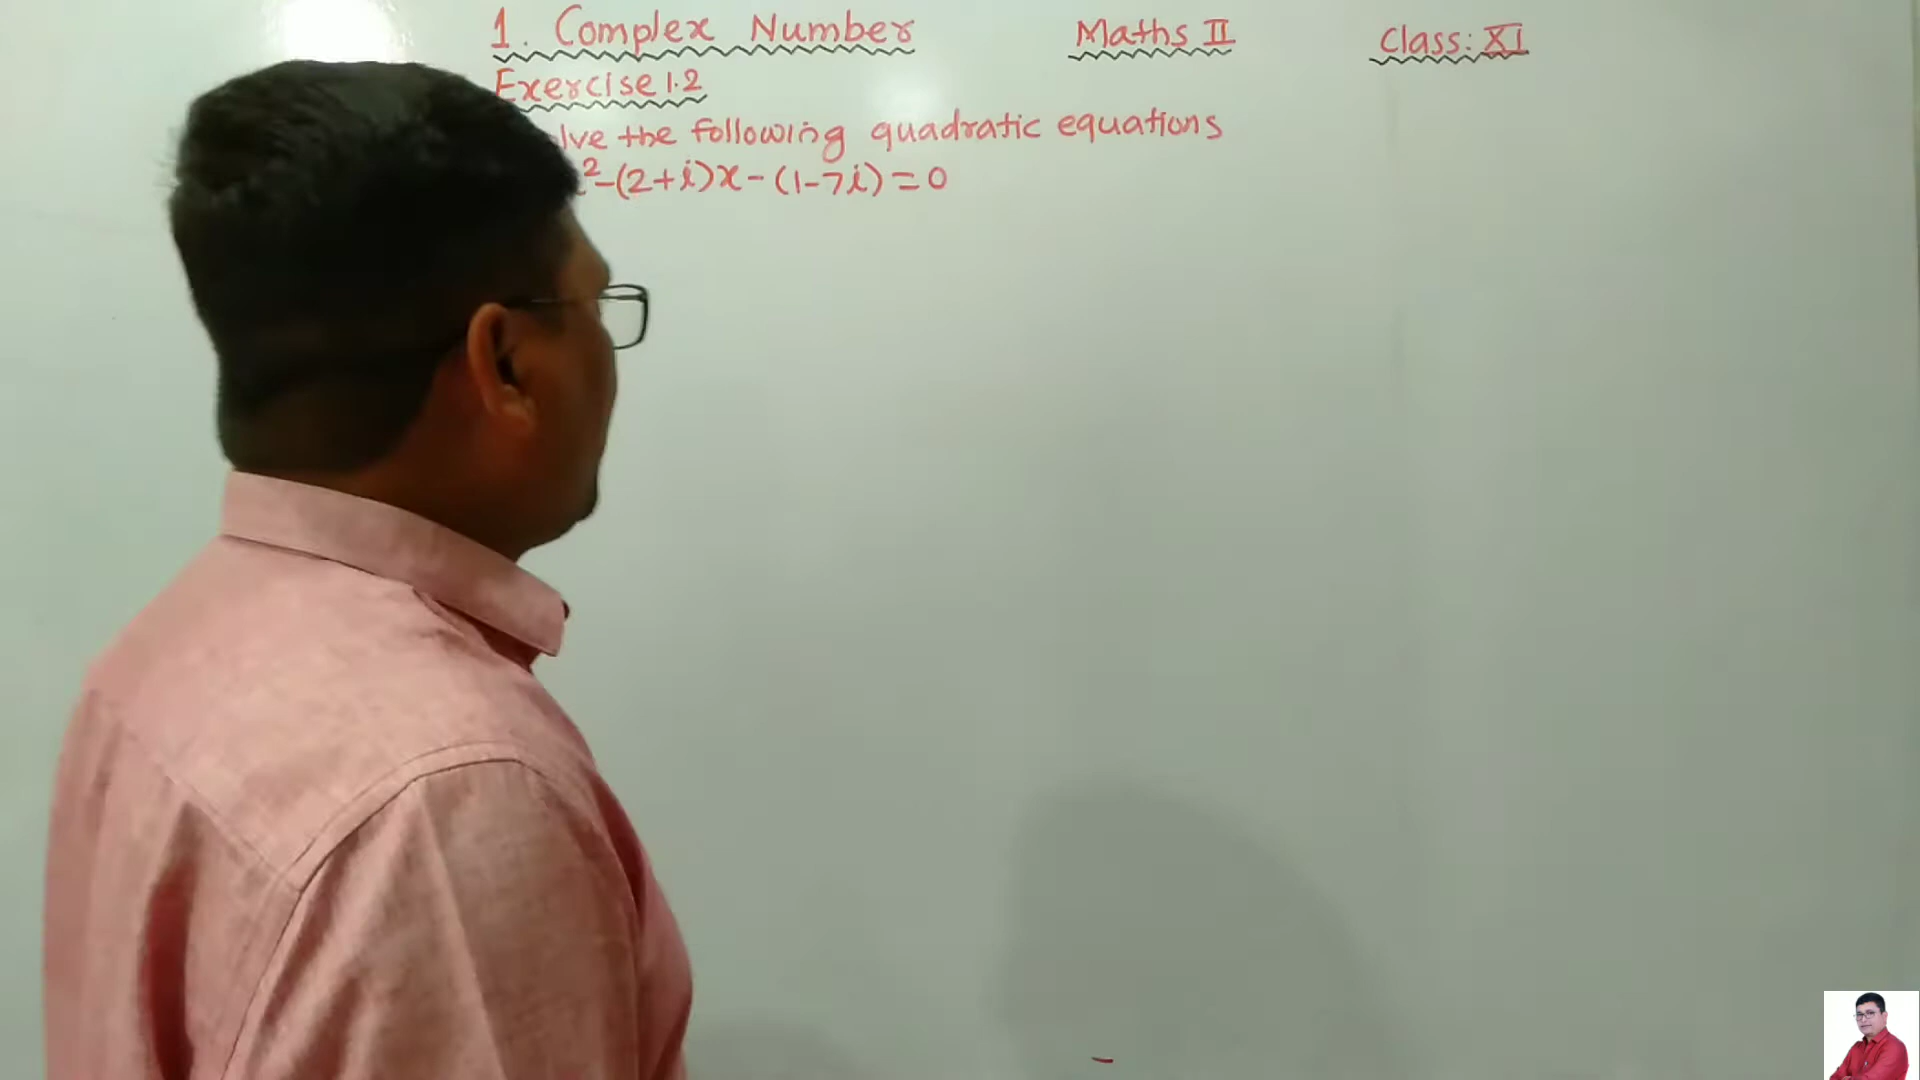 1. Complex Number Maths II Class: XI
Exercise 1.2
lve the following quadratic equations
²-(2+i)x-(1-7i)=0